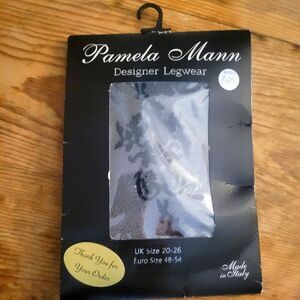 Pamela Mann
Designer Legwear
UK Size 20-26
Euro Size 48-54
Thank You for
Your Order
Made
in Italy